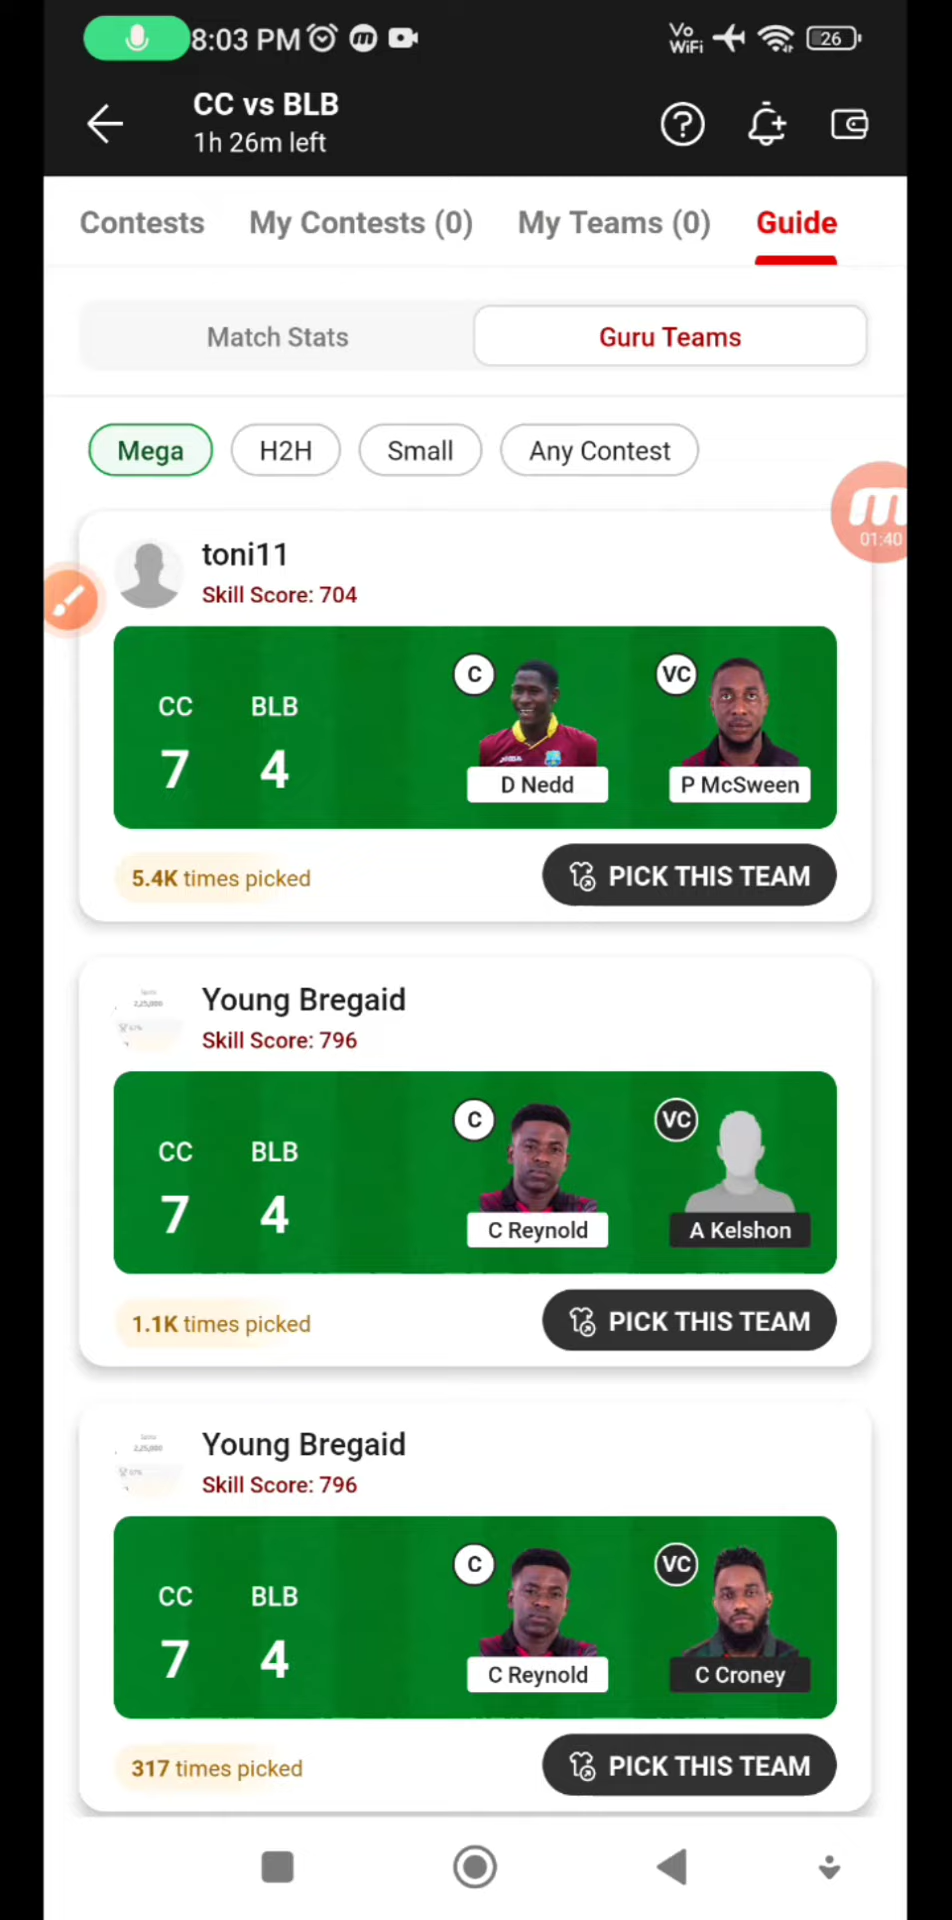 8:03 PM
Vo
WiFi
26
CC vs BLB
1h 26m left
Contests
My Contests (0)
My Teams (0)
Guide
Match Stats
Guru Teams
Mega
H2H
Small
Any Contest
01:40
toni11
Skill Score: 704
CC
BLB
C
VC
7
4
D Nedd
P McSween
5.4K times picked
PICK THIS TEAM
Young Bregaid
Skill Score: 796
CC
BLB
C
VC
7
4
C Reynold
A Kelshon
1.1K times picked
PICK THIS TEAM
Young Bregaid
Skill Score: 796
CC
BLB
C
VC
7
4
C Reynold
C Croney
317 times picked
PICK THIS TEAM